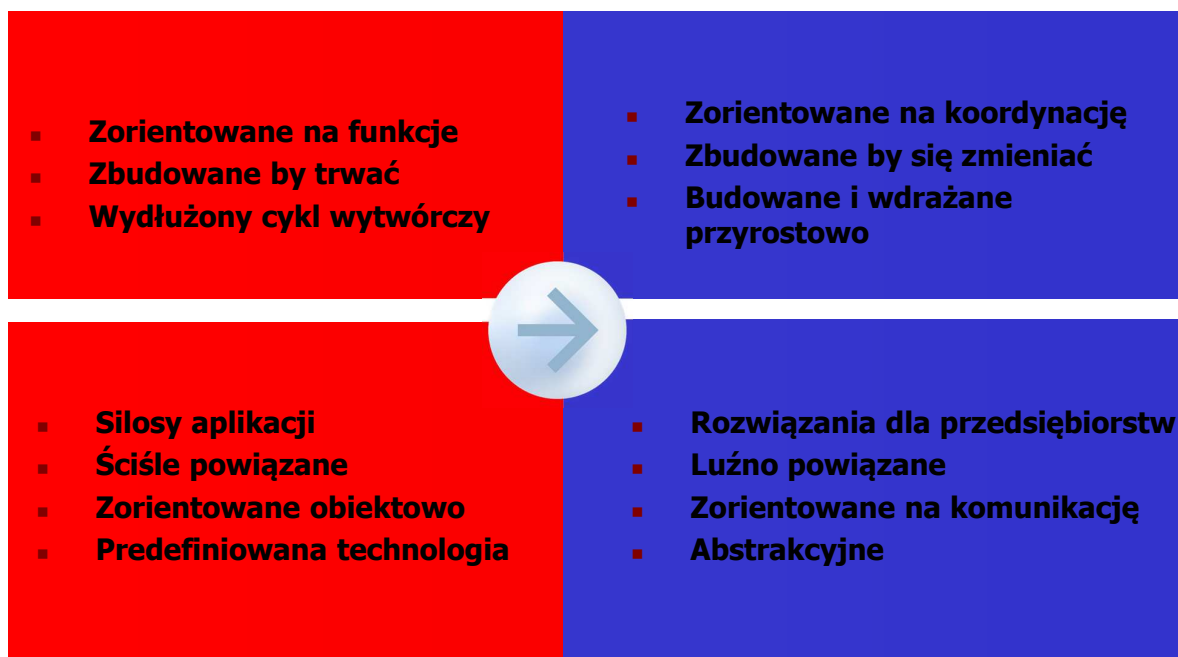 Zorientowane na funkcje
Zbudowane by trwać
Wydłużony cykl wytwórczy
Zorientowane na koordynację
Zbudowane by się zmieniać
Budowane i wdrażane
przyrostowo
Silosy aplikacji
Ściśle powiązane
Zorientowane obiektowo
Predefiniowana technologia
Rozwiązania dla przedsiębiorstw
Luźno powiązane
Zorientowane na komunikację
Abstrakcyjne